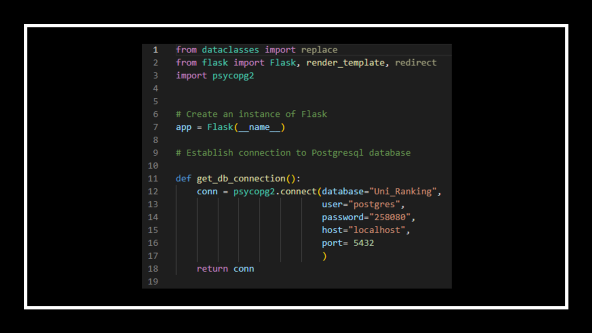 1 from dataclasses import replace
2 from flask import Flask, render_template, redirect
3 import psycopg2
4
5
6 # Create an instance of Flask
7 app = Flask(__name__)
8
9 # Establish connection to Postgresql database
10
11 def get_db_connection():
12 conn = psycopg2.connect(database="Uni_Ranking",
13 user="postgres",
14 password="258080",
15 host="localhost",
16 port= 5432
17 )
18 return conn
19